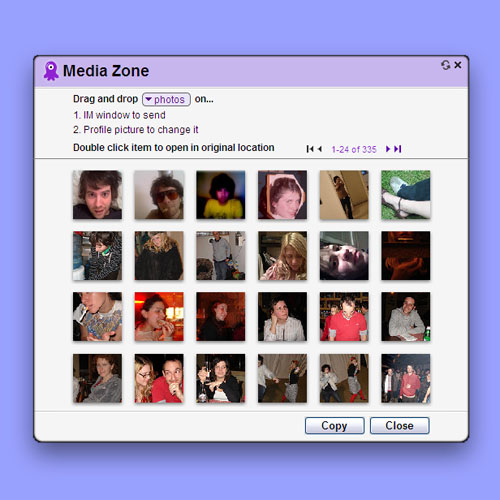 Media Zone
Drag and drop photos on...
1. IM window to send
2. Profile picture to change it
Double click item to open in original location 1-24 of 335
Copy Close